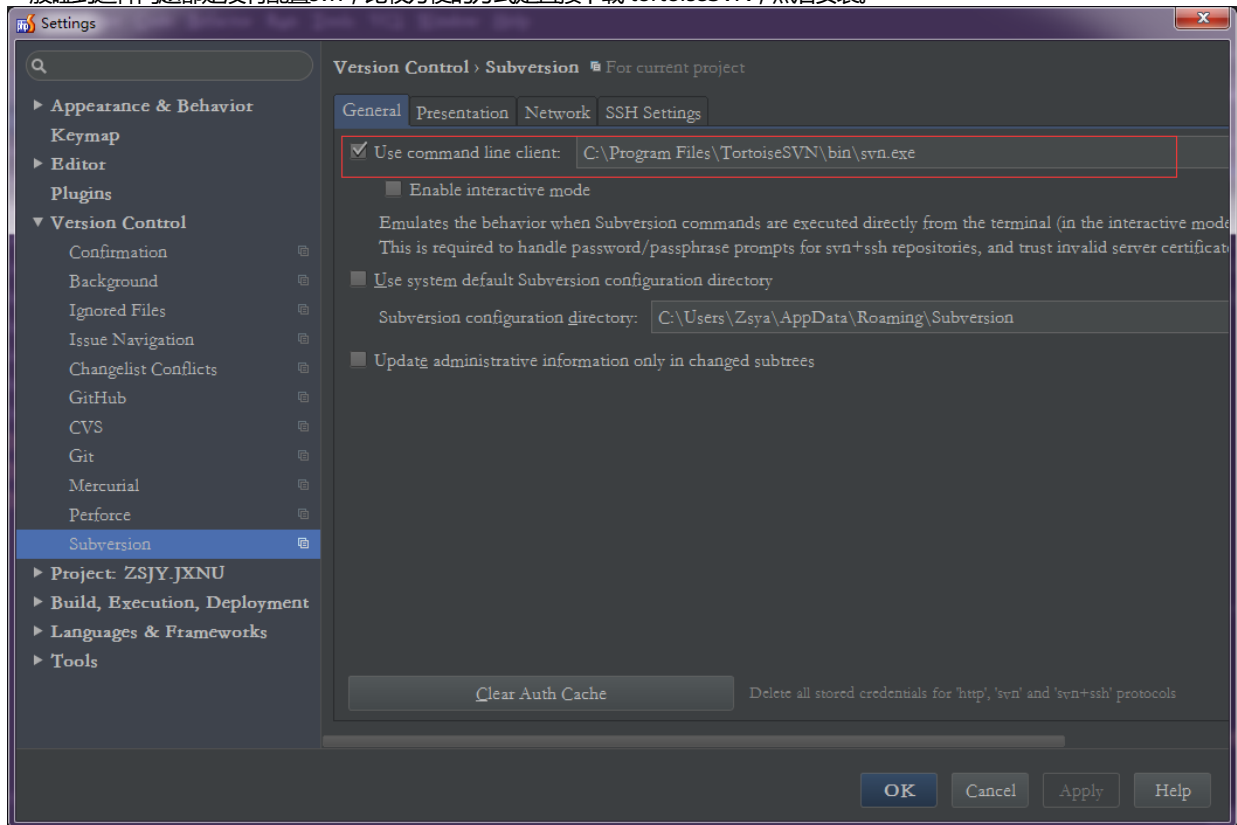 Settings
Version Control › Subversion For current project
Appearance & Behavior
Keymap
Editor
Plugins
Version Control
Confirmation
Background
Ignored Files
Issue Navigation
Changelist Conflicts
GitHub
CVS
Git
Mercurial
Perforce
Subversion
Project: ZSJY.JXNU
Build, Execution, Deployment
Languages & Frameworks
Tools
General Presentation Network SSH Settings
Use command line client: C:\Program Files\TortoiseSVN\bin\svn.exe
Enable interactive mode
Emulates the behavior when Subversion commands are executed directly from the terminal (in the interactive mode
This is required to handle password/passphrase prompts for svn+ssh repositories, and trust invalid server certificat
Use system default Subversion configuration directory
Subversion configuration directory: C:\Users\Zsya\AppData\Roaming\Subversion
Update administrative information only in changed subtrees
Clear Auth Cache Delete all stored credentials for 'http', 'svn' and 'svn+ssh' protocols
OK Cancel Apply Help